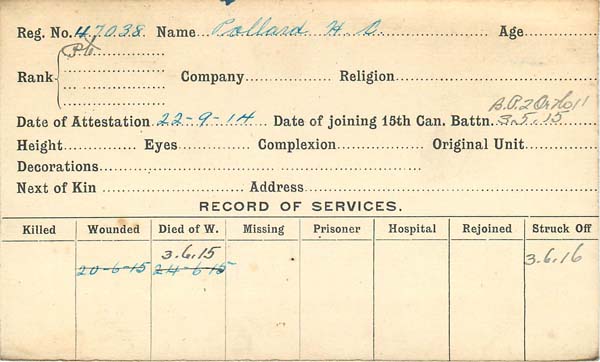 Reg. No. 47038. Name Pollard H. O. Age
Pte
Rank Company Religion
B.P.2 Ord
Date of Attestation 22-9-14 Date of joining 15th Can. Battn. 3.5.15
Height Eyes Complexion Original Unit
Decorations
Next of Kin Address
RECORD OF SERVICES.
Killed Wounded Died of W. Missing Prisoner Hospital Rejoined Struck Off
3.6.15
20-6-15 24-6-15 3.6.16